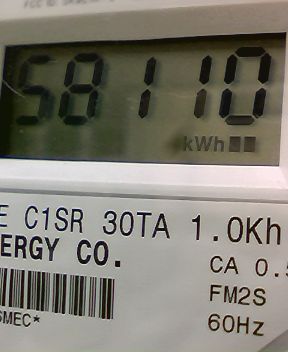 58110
kWh
E C1SR 30TA 1.0Kh
ERGY CO.
CA 0.5
FM2S
SMEC*
60Hz